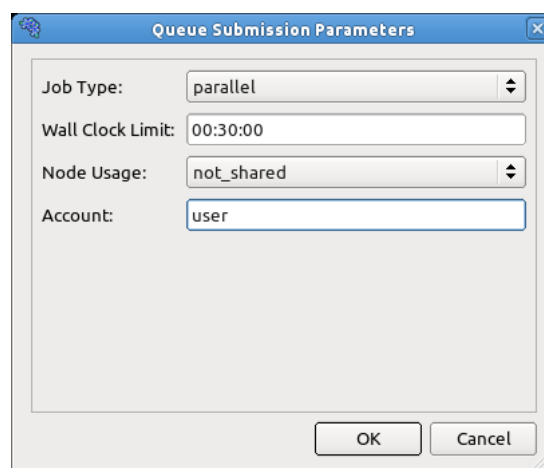 Queue Submission Parameters
Job Type: parallel
Wall Clock Limit: 00:30:00
Node Usage: not_shared
Account: user
OK Cancel